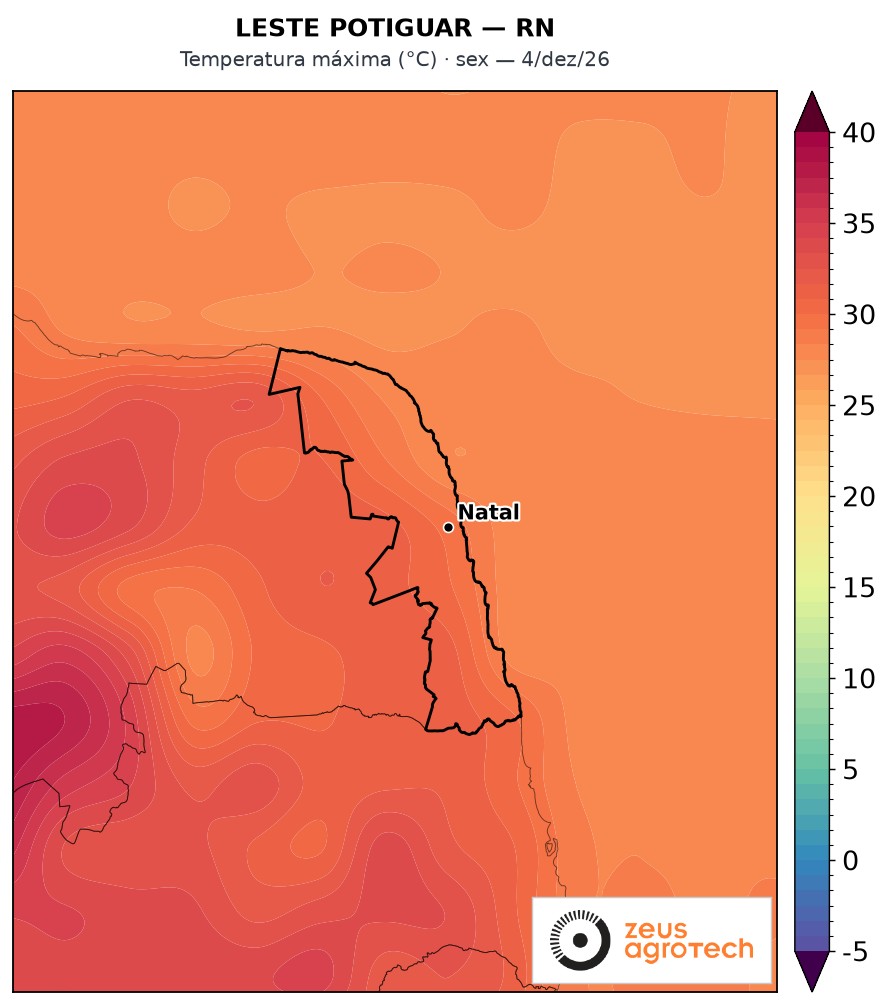 LESTE POTIGUAR — RN
Temperatura máxima (°C) · sex — 4/dez/26
40
35
30
25
20
15
10
5
0
-5
Natal
zeus
agrotech